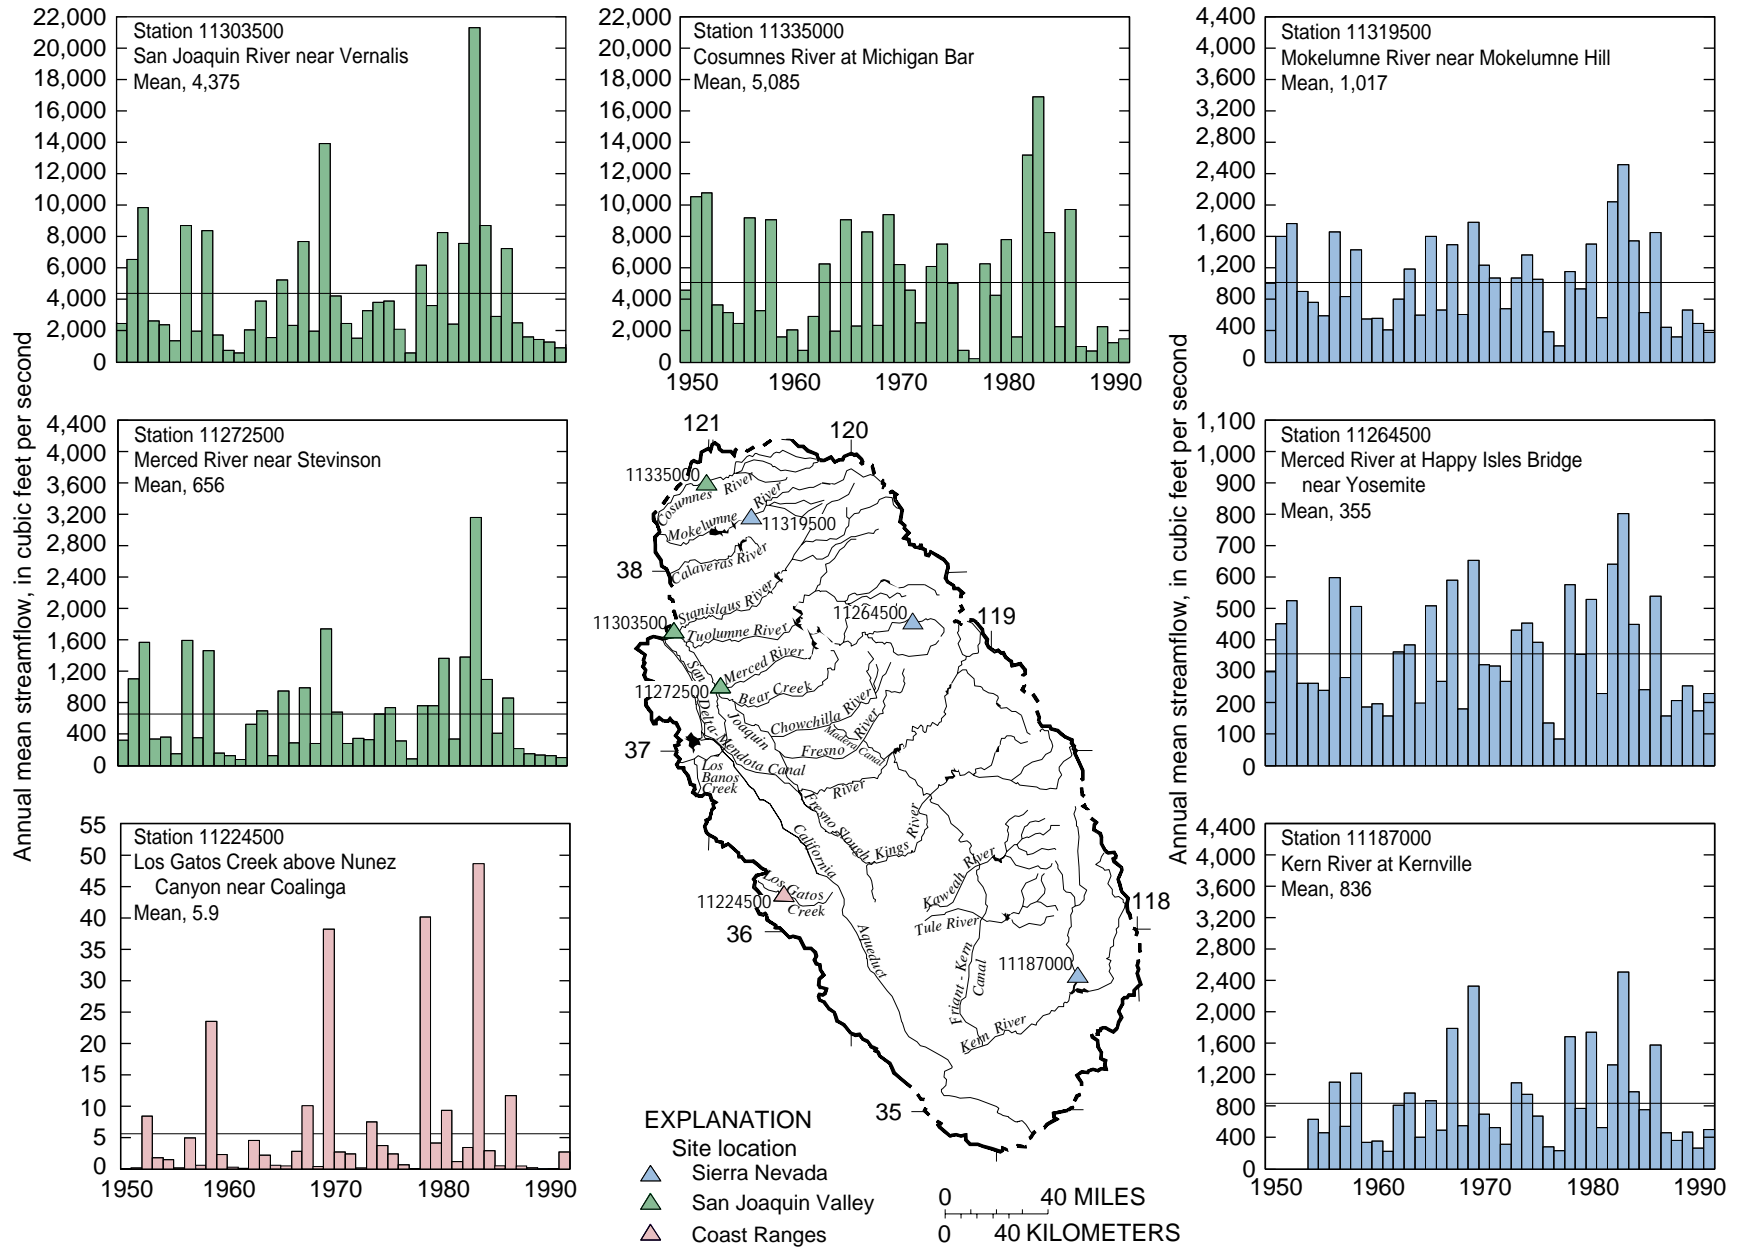 Annual mean streamflow, in cubic feet per second
22,000
20,000
18,000
16,000
14,000
12,000
10,000
8,000
6,000
4,000
2,000
0
Station 11303500
San Joaquin River near Vernalis
Mean, 4,375
22,000
20,000
18,000
16,000
14,000
12,000
10,000
8,000
6,000
4,000
2,000
0
Station 11335000
Cosumnes River at Michigan Bar
Mean, 5,085
1950 1960 1970 1980 1990
Annual mean streamflow, in cubic feet per second
4,400
4,000
3,600
3,200
2,800
2,400
2,000
1,600
1,200
800
400
0
Station 11319500
Mokelumne River near Mokelumne Hill
Mean, 1,017
4,400
4,000
3,600
3,200
2,800
2,400
2,000
1,600
1,200
800
400
0
Station 11272500
Merced River near Stevinson
Mean, 656
1,100
1,000
900
800
700
600
500
400
300
200
100
0
Station 11264500
Merced River at Happy Isles Bridge
near Yosemite
Mean, 355
55
50
45
40
35
30
25
20
15
10
5
0
Station 11224500
Los Gatos Creek above Nunez
Canyon near Coalinga
Mean, 5.9
1950 1960 1970 1980 1990
4,400
4,000
3,600
3,200
2,800
2,400
2,000
1,600
1,200
800
400
0
Station 11187000
Kern River at Kernville
Mean, 836
1950 1960 1970 1980 1990
121
120
11335000
Cosumnes River
Mokelumne River
11319500
38
Calaveras River
Stanislaus River
11303500
Tuolumne River
11264500
119
San Joaquin River
Merced River
11272500
Bear Creek
Delta-Mendota Canal
Chowchilla River
Madera Canal
Fresno River
37
Los
Banos
Creek
Fresno Slough
California Aqueduct
Kings River
Kaweah River
Los Gatos
Creek
11224500
118
Tule River
36
11187000
Friant - Kern
Canal
Kern River
35
EXPLANATION
Site location
Sierra Nevada
San Joaquin Valley
Coast Ranges
0 40 MILES
0 40 KILOMETERS